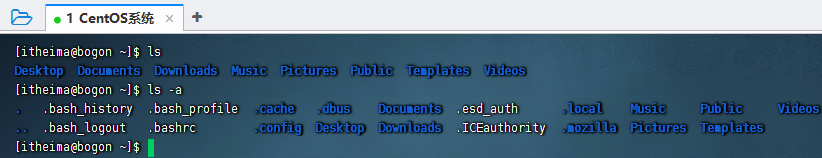 1 CentOS系统 × +
[itheima@bogon ~]$ ls
Desktop Documents Downloads Music Pictures Public Templates Videos
[itheima@bogon ~]$ ls -a
. .bash_history .bash_profile .cache .dbus Documents .esd_auth .local Music Public Videos
.. .bash_logout .bashrc .config Desktop Downloads .ICEauthority .mozilla Pictures Templates
[itheima@bogon ~]$